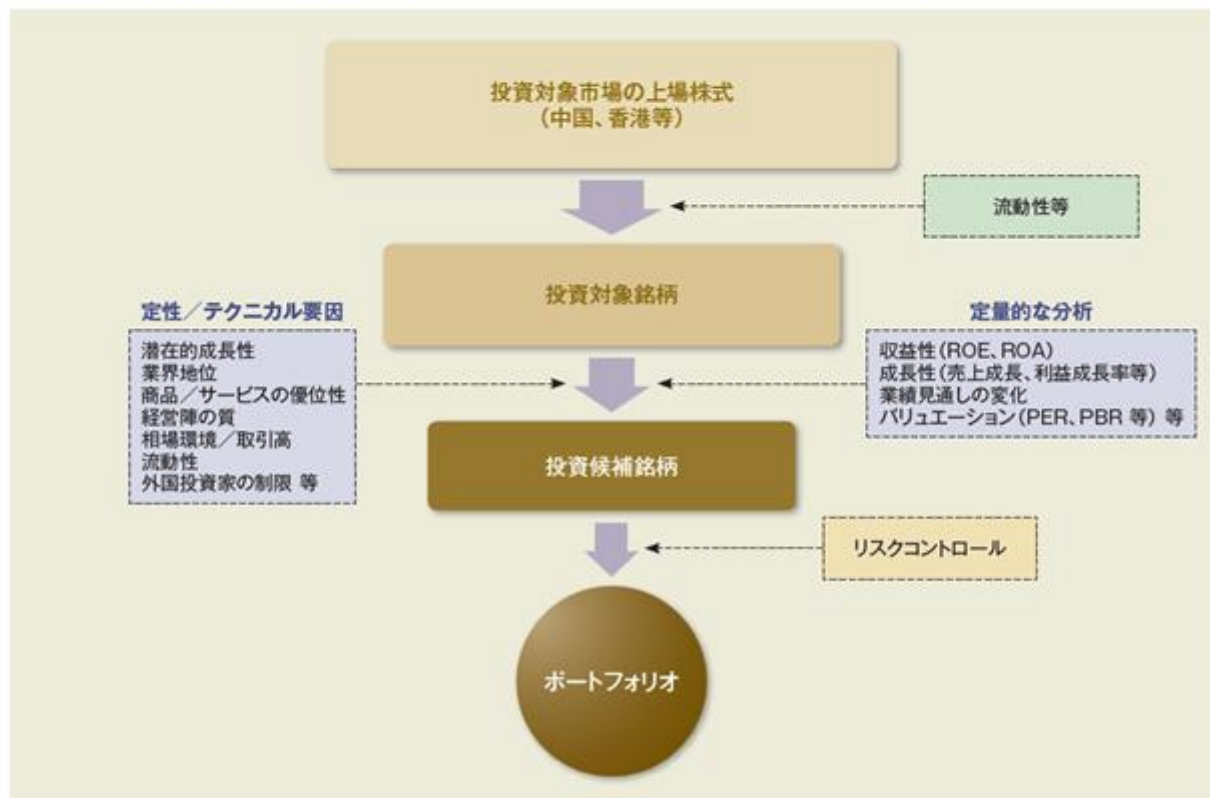 投資対象市場の上場株式
(中国、香港等)
流動性等
投資対象銘柄
定性／テクニカル要因
潜在的成長性
業界地位
商品／サービスの優位性
経営陣の質
相場環境／取引高
流動性
外国投資家の制限 等
定量的な分析
収益性(ROE、ROA)
成長性(売上成長、利益成長率等)
業績見通しの変化
バリュエーション(PER、PBR 等) 等
投資候補銘柄
リスクコントロール
ポートフォリオ